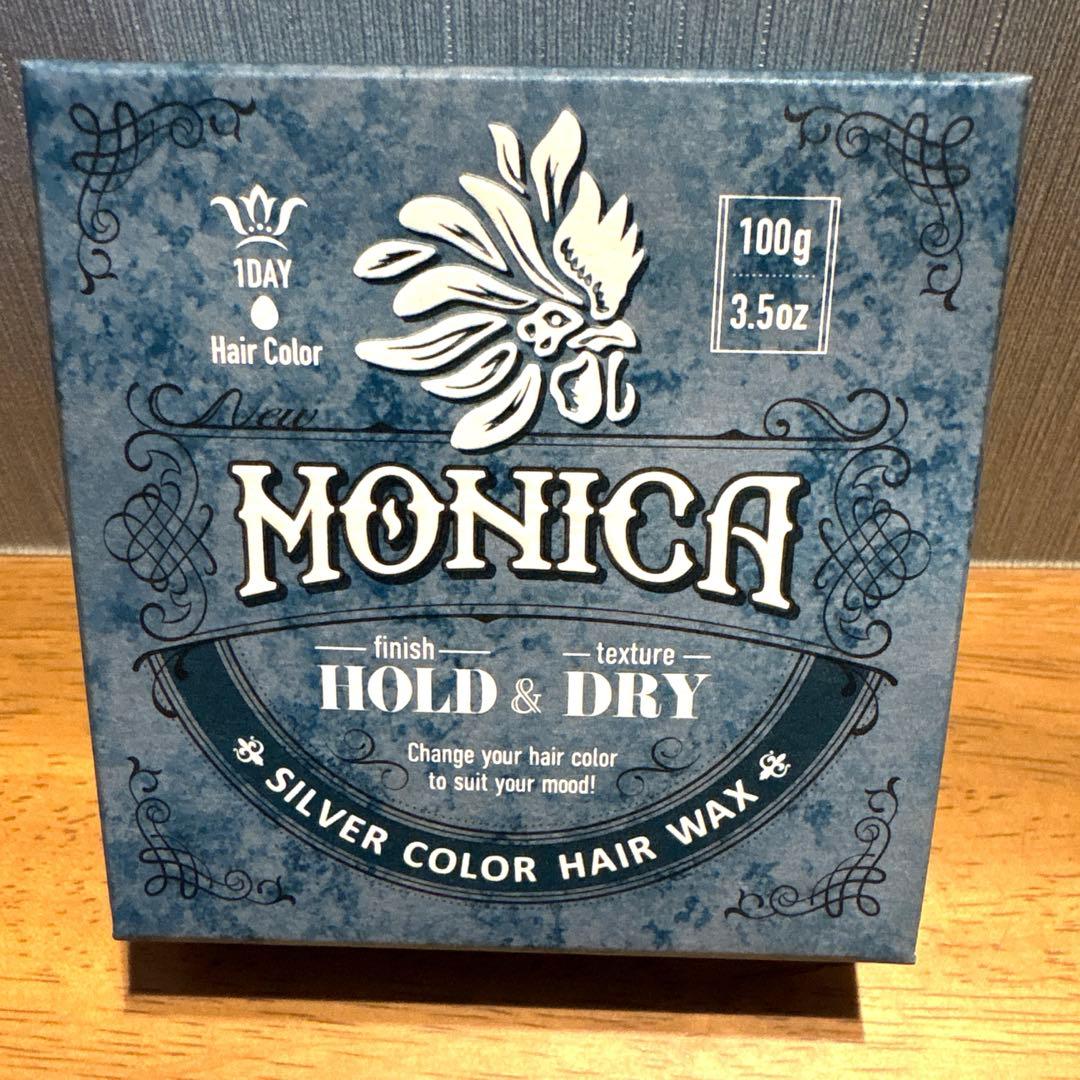 1DAY
Hair Color
100g
3.5oz
New
MONICA
finish texture
HOLD & DRY
Change your hair color
to suit your mood!
SILVER COLOR HAIR WAX